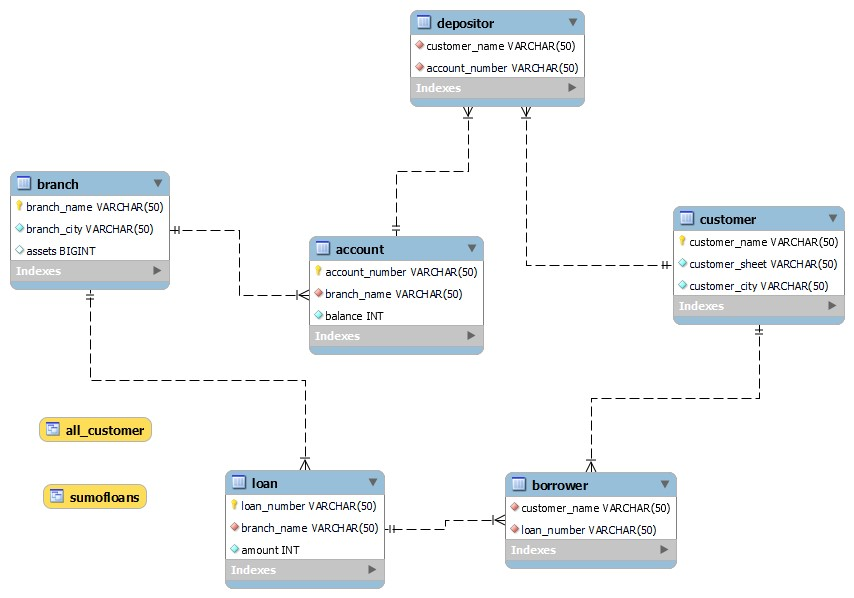 depositor
customer_name VARCHAR(50)
account_number VARCHAR(50)
Indexes
branch
branch_name VARCHAR(50)
branch_city VARCHAR(50)
assets BIGINT
Indexes
account
account_number VARCHAR(50)
branch_name VARCHAR(50)
balance INT
Indexes
customer
customer_name VARCHAR(50)
customer_sheet VARCHAR(50)
customer_city VARCHAR(50)
Indexes
all_customer
sumofloans
loan
loan_number VARCHAR(50)
branch_name VARCHAR(50)
amount INT
Indexes
borrower
customer_name VARCHAR(50)
loan_number VARCHAR(50)
Indexes